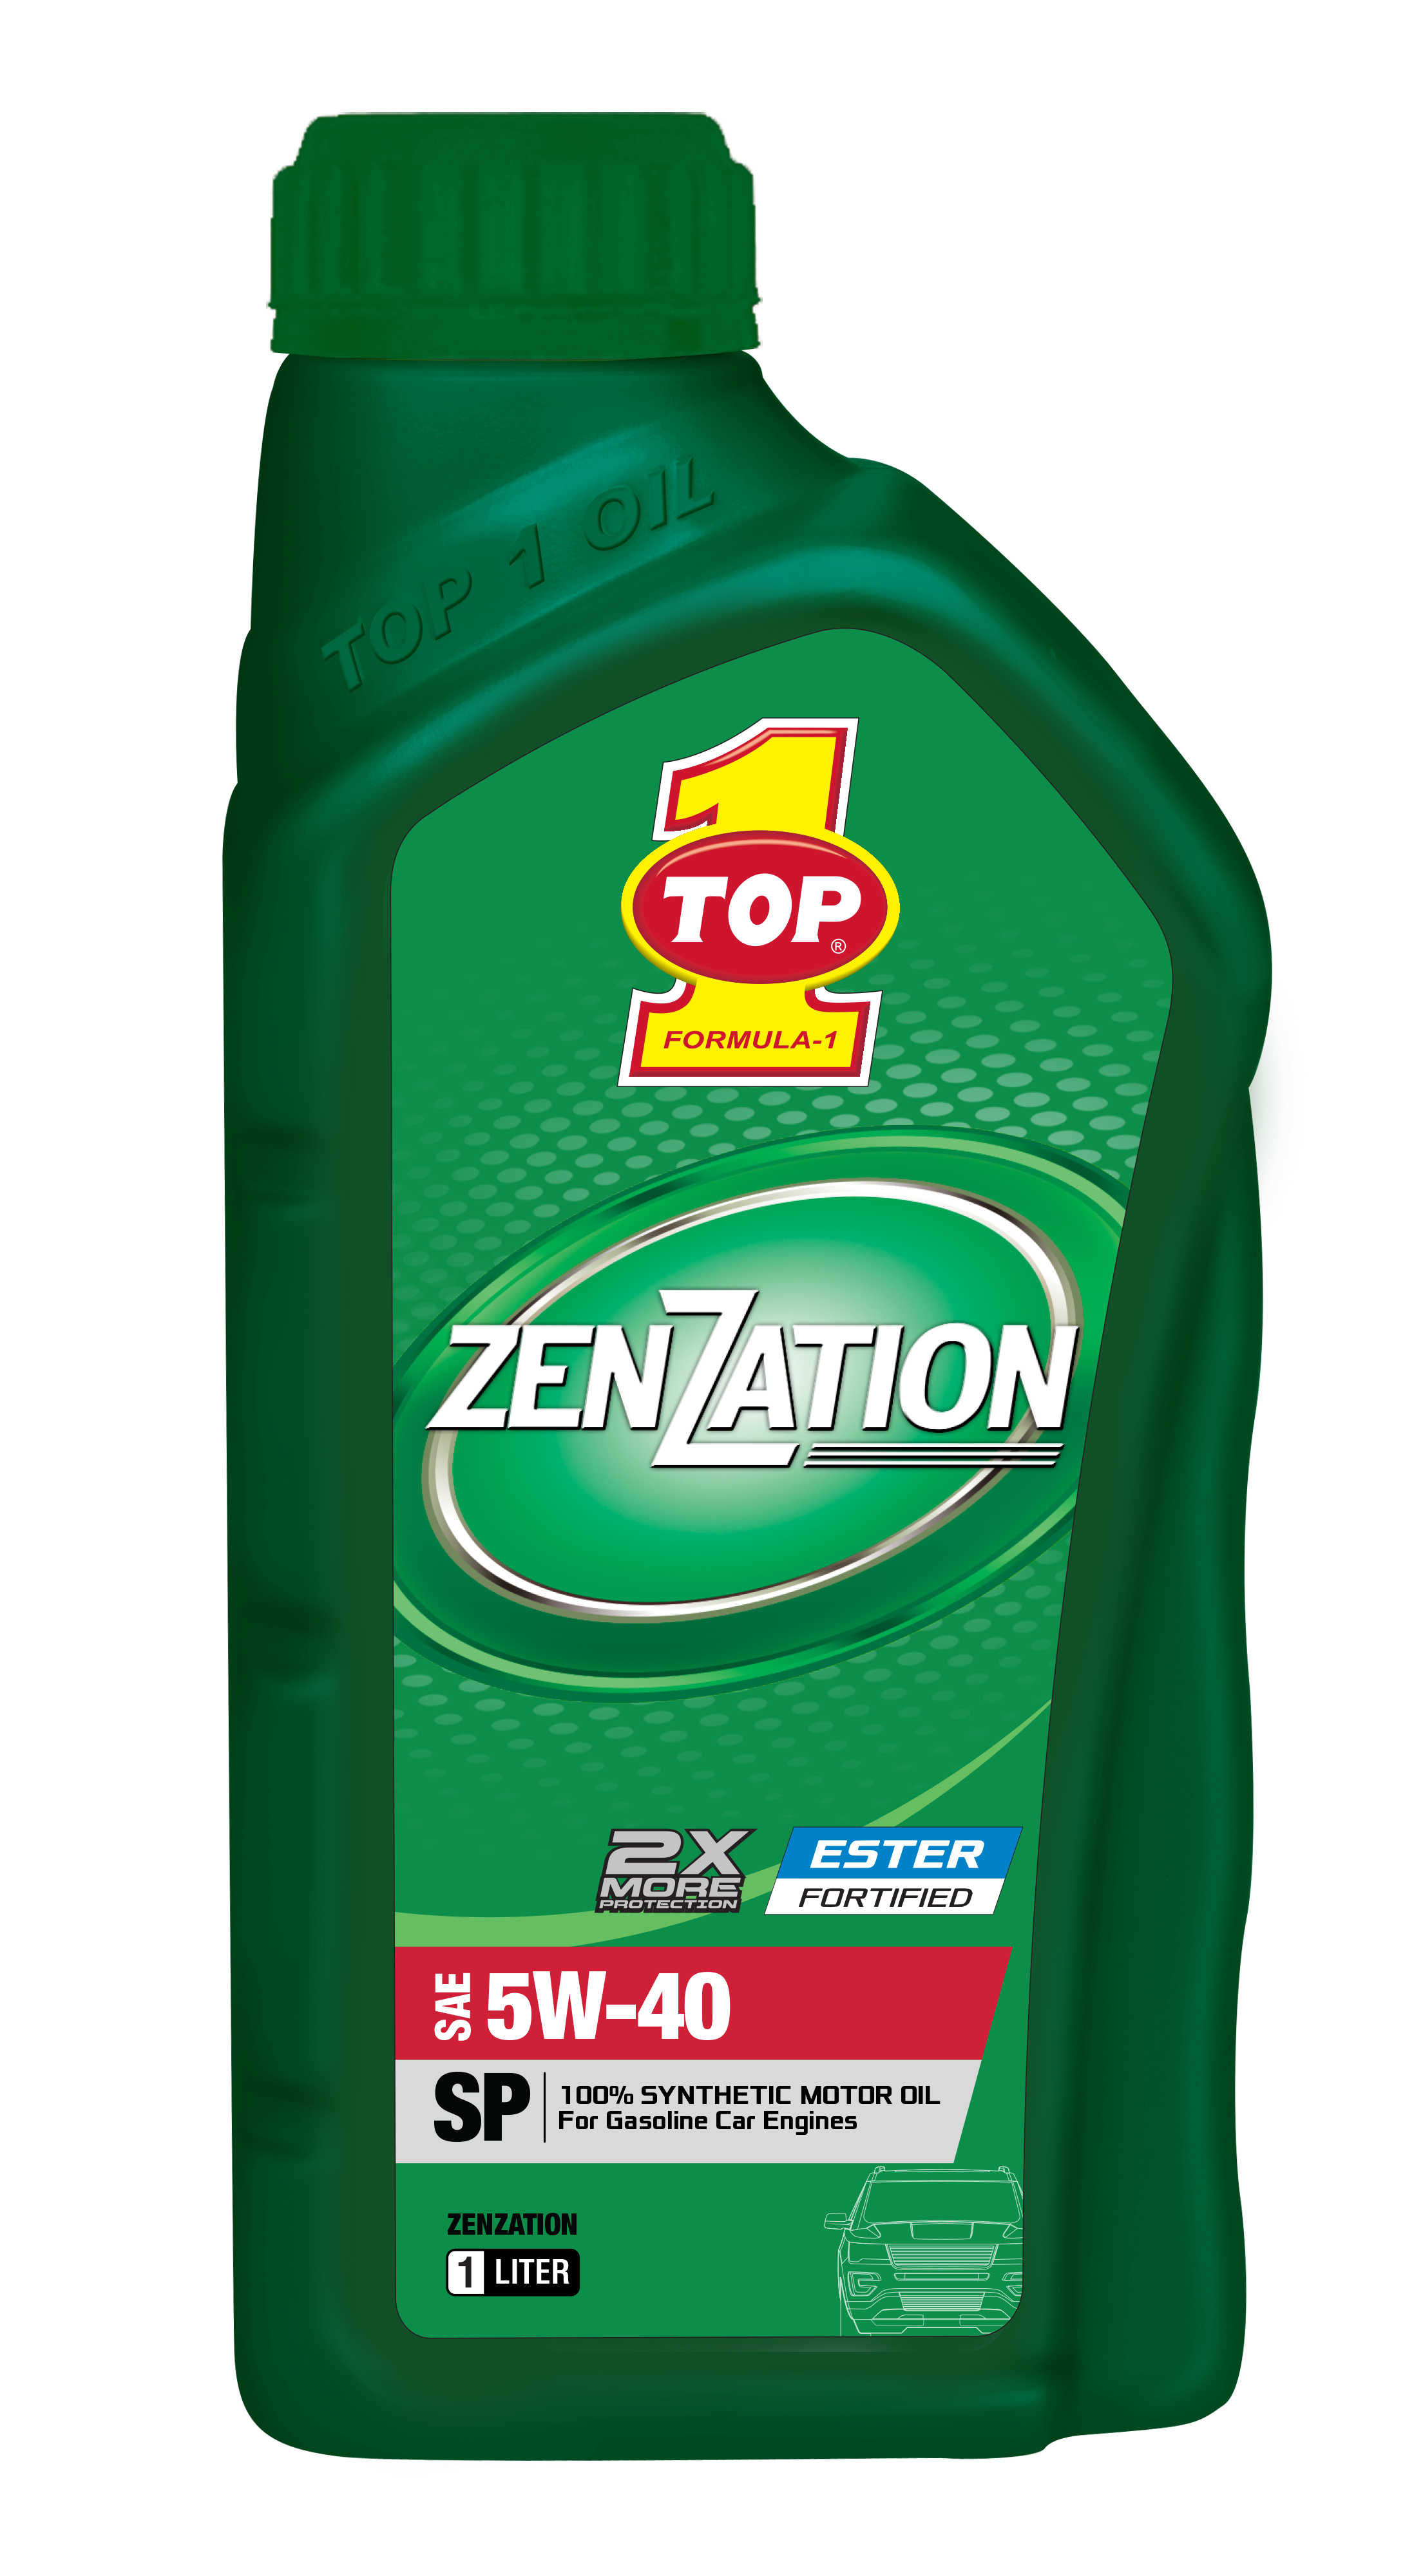 TOP 1 OIL
1
TOP®
FORMULA-1
ZENZATION
2X
MORE
PROTECTION
ESTER
FORTIFIED
SAE 5W-40
SP
100% SYNTHETIC MOTOR OIL
For Gasoline Car Engines
ZENZATION
1 LITER